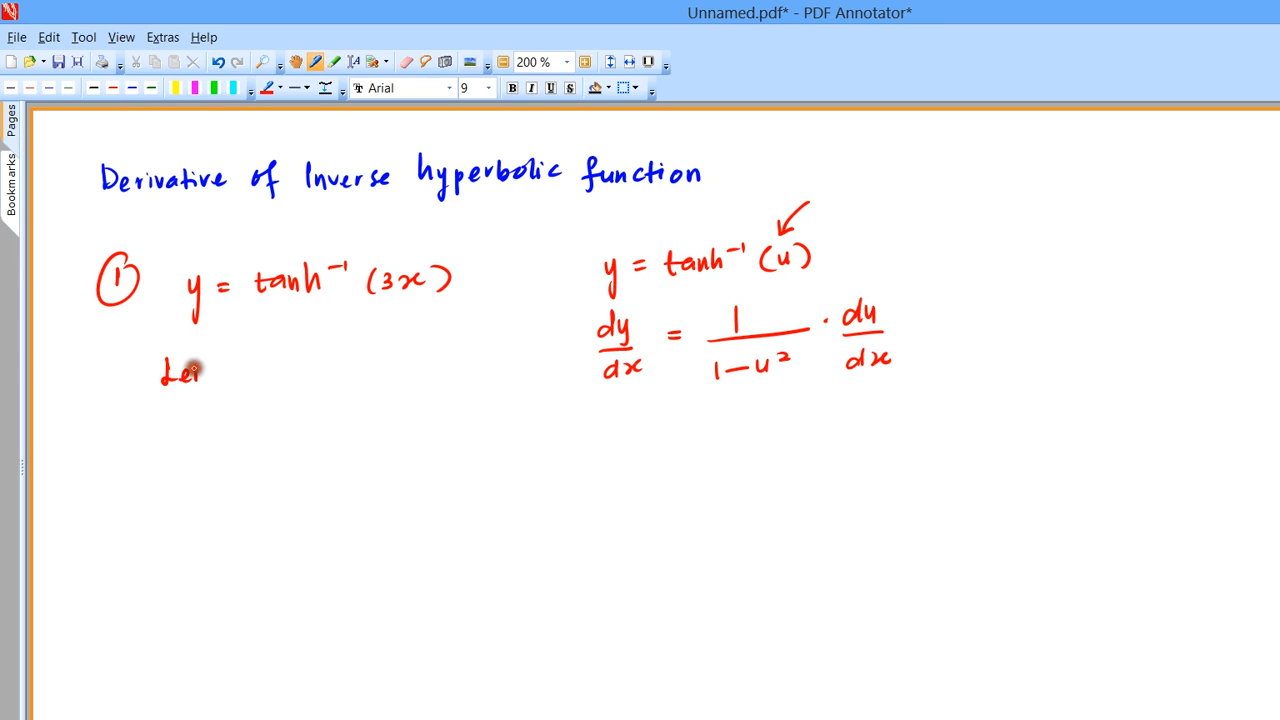 Unnamed.pdf* - PDF Annotator*
File Edit Tool View Extras Help
200 %
Arial 9 B I U S
Pages
Bookmarks
Derivative of Inverse hyperbolic function
① y = tanh⁻¹ (3x)
y = tanh⁻¹ (u)
dy/dx = 1/(1-u²) · du/dx
Let